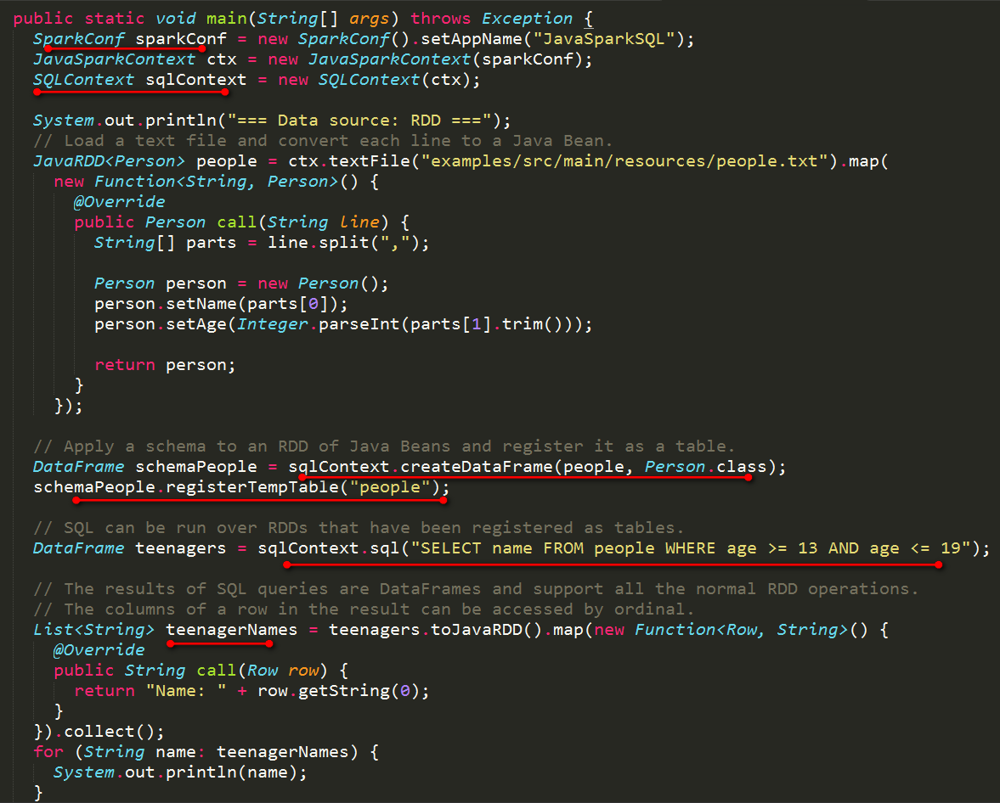 public static void main(String[] args) throws Exception {
SparkConf sparkConf = new SparkConf().setAppName("JavaSparkSQL");
JavaSparkContext ctx = new JavaSparkContext(sparkConf);
SQLContext sqlContext = new SQLContext(ctx);
System.out.println("=== Data source: RDD ===");
// Load a text file and convert each line to a Java Bean.
JavaRDD<Person> people = ctx.textFile("examples/src/main/resources/people.txt").map(
new Function<String, Person>() {
@Override
public Person call(String line) {
String[] parts = line.split(",");
Person person = new Person();
person.setName(parts[0]);
person.setAge(Integer.parseInt(parts[1].trim()));
return person;
}
});
// Apply a schema to an RDD of Java Beans and register it as a table.
DataFrame schemaPeople = sqlContext.createDataFrame(people, Person.class);
schemaPeople.registerTempTable("people");
// SQL can be run over RDDs that have been registered as tables.
DataFrame teenagers = sqlContext.sql("SELECT name FROM people WHERE age >= 13 AND age <= 19");
// The results of SQL queries are DataFrames and support all the normal RDD operations.
// The columns of a row in the result can be accessed by ordinal.
List<String> teenagerNames = teenagers.toJavaRDD().map(new Function<Row, String>() {
@Override
public String call(Row row) {
return "Name: " + row.getString(0);
}
}).collect();
for (String name: teenagerNames) {
System.out.println(name);
}